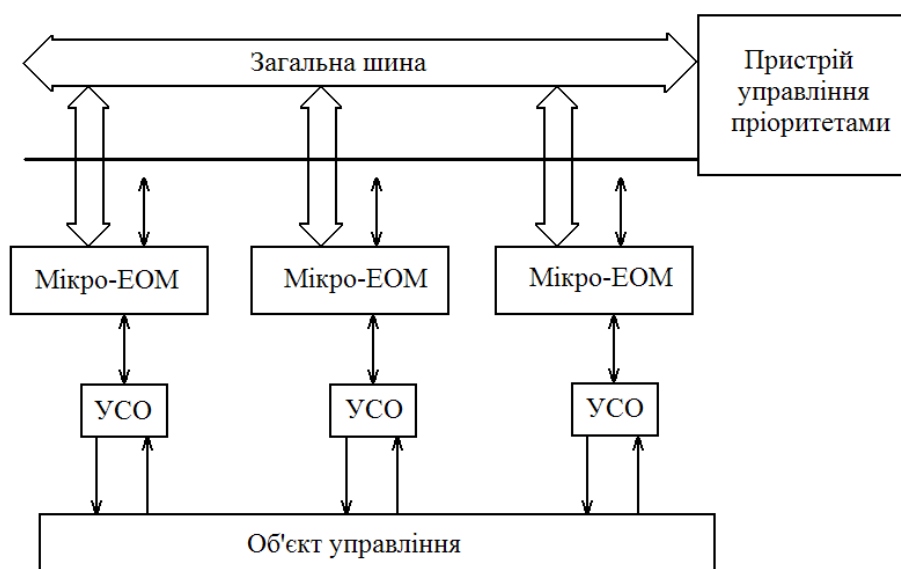 Загальна шина
Пристрій
управління
пріоритетами
Мікро-ЕОМ
Мікро-ЕОМ
Мікро-ЕОМ
УСО
УСО
УСО
Об'єкт управління